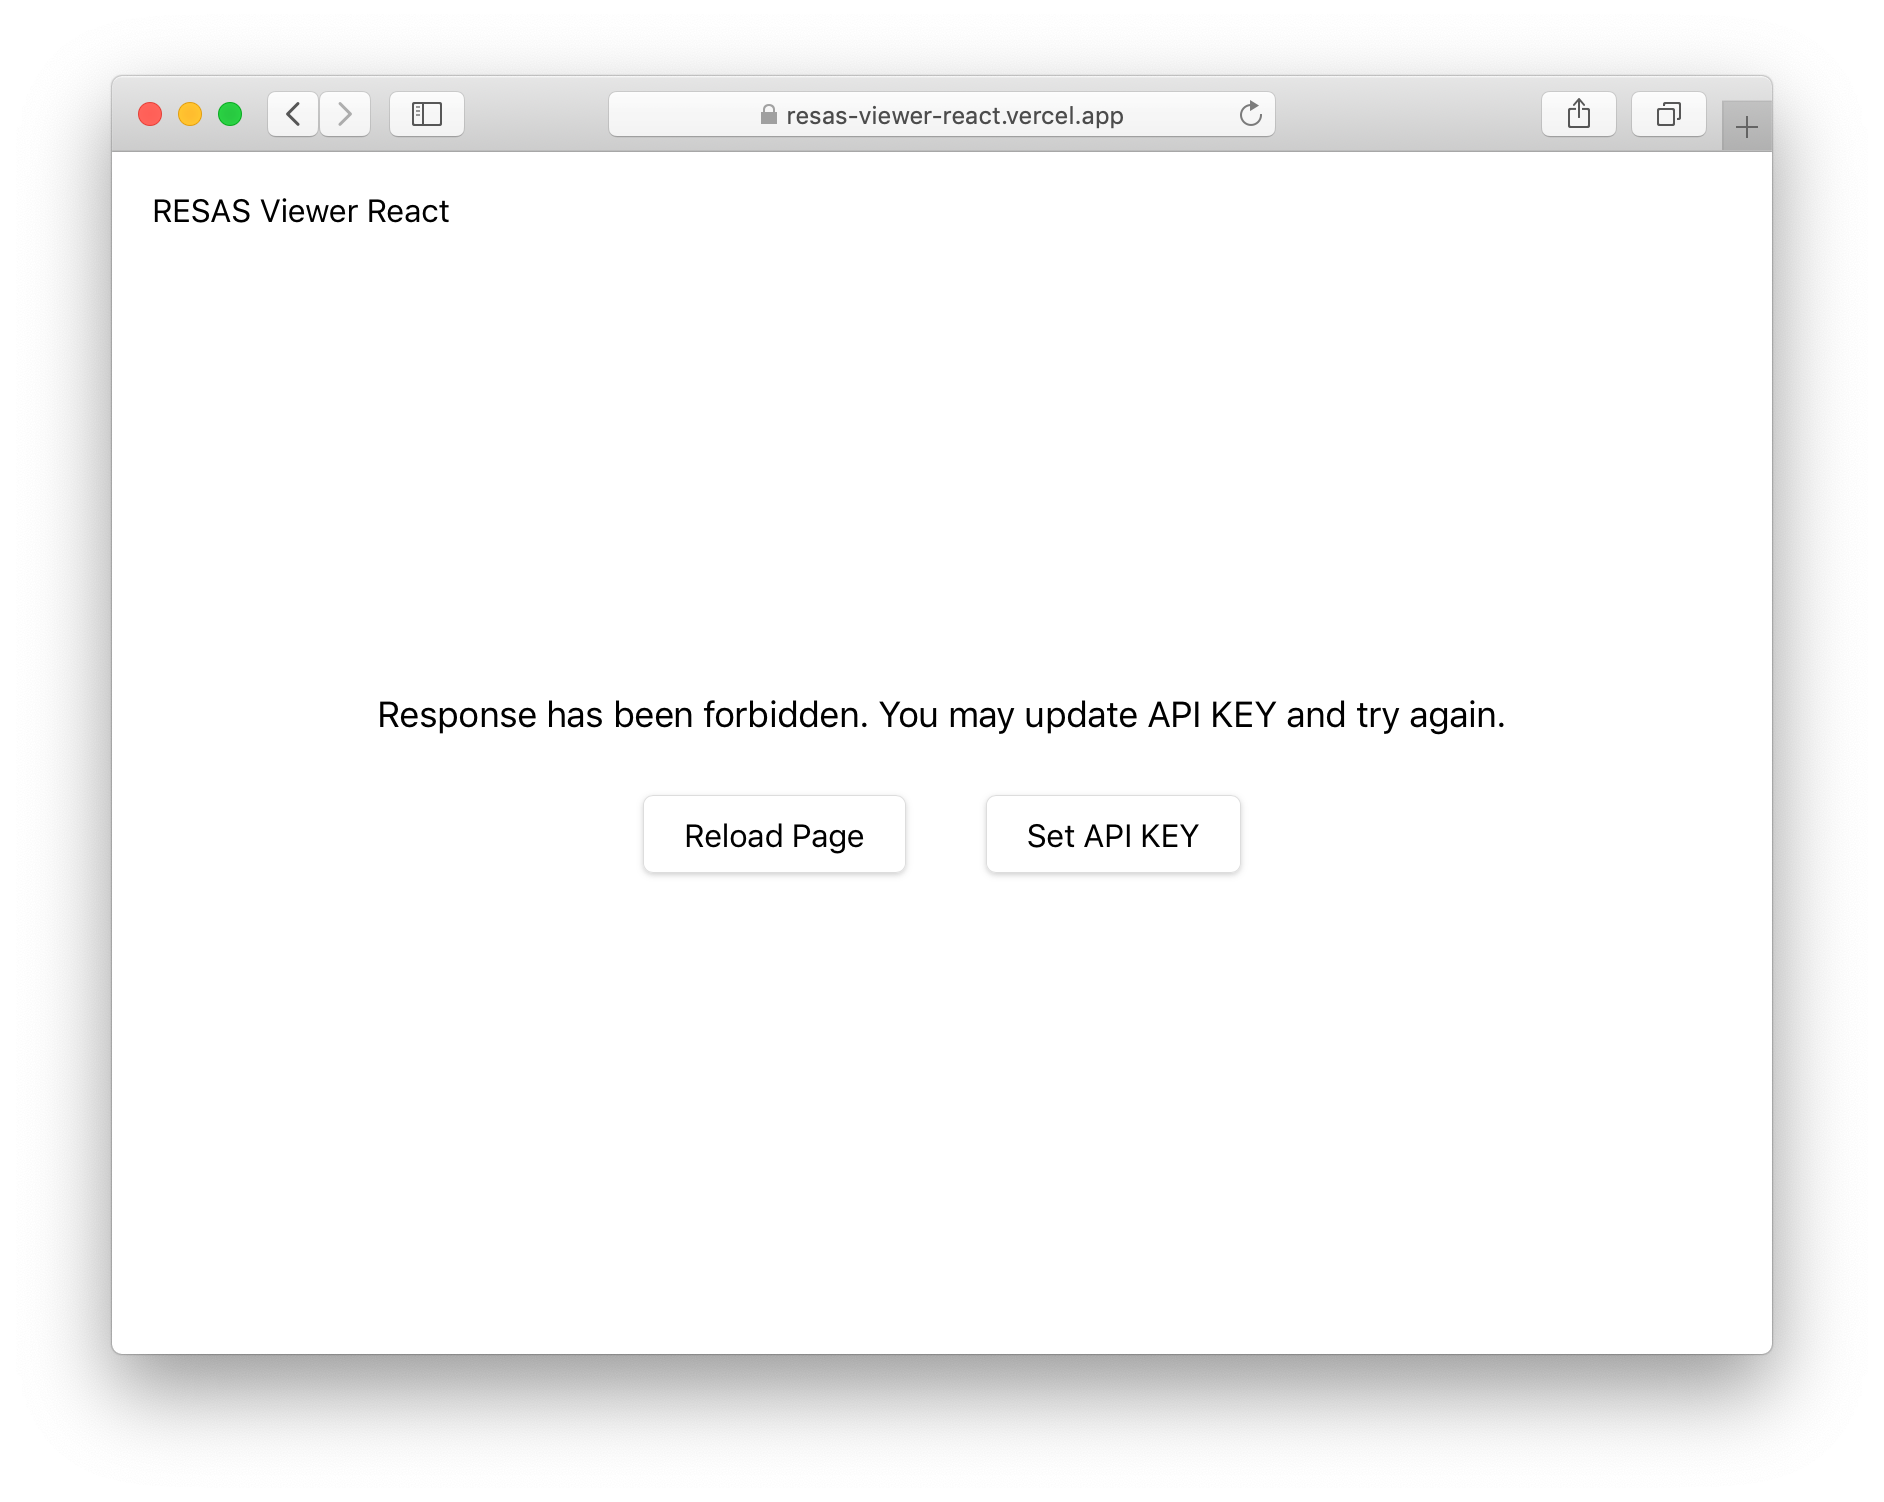 resas-viewer-react.vercel.app
RESAS Viewer React
Response has been forbidden. You may update API KEY and try again.
Reload Page
Set API KEY